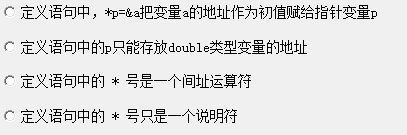 定义语句中，*p=&a把变量a的地址作为初值赋给指针变量p
定义语句中的p只能存放double类型变量的地址
定义语句中的 * 号是一个间址运算符
定义语句中的 * 号只是一个说明符